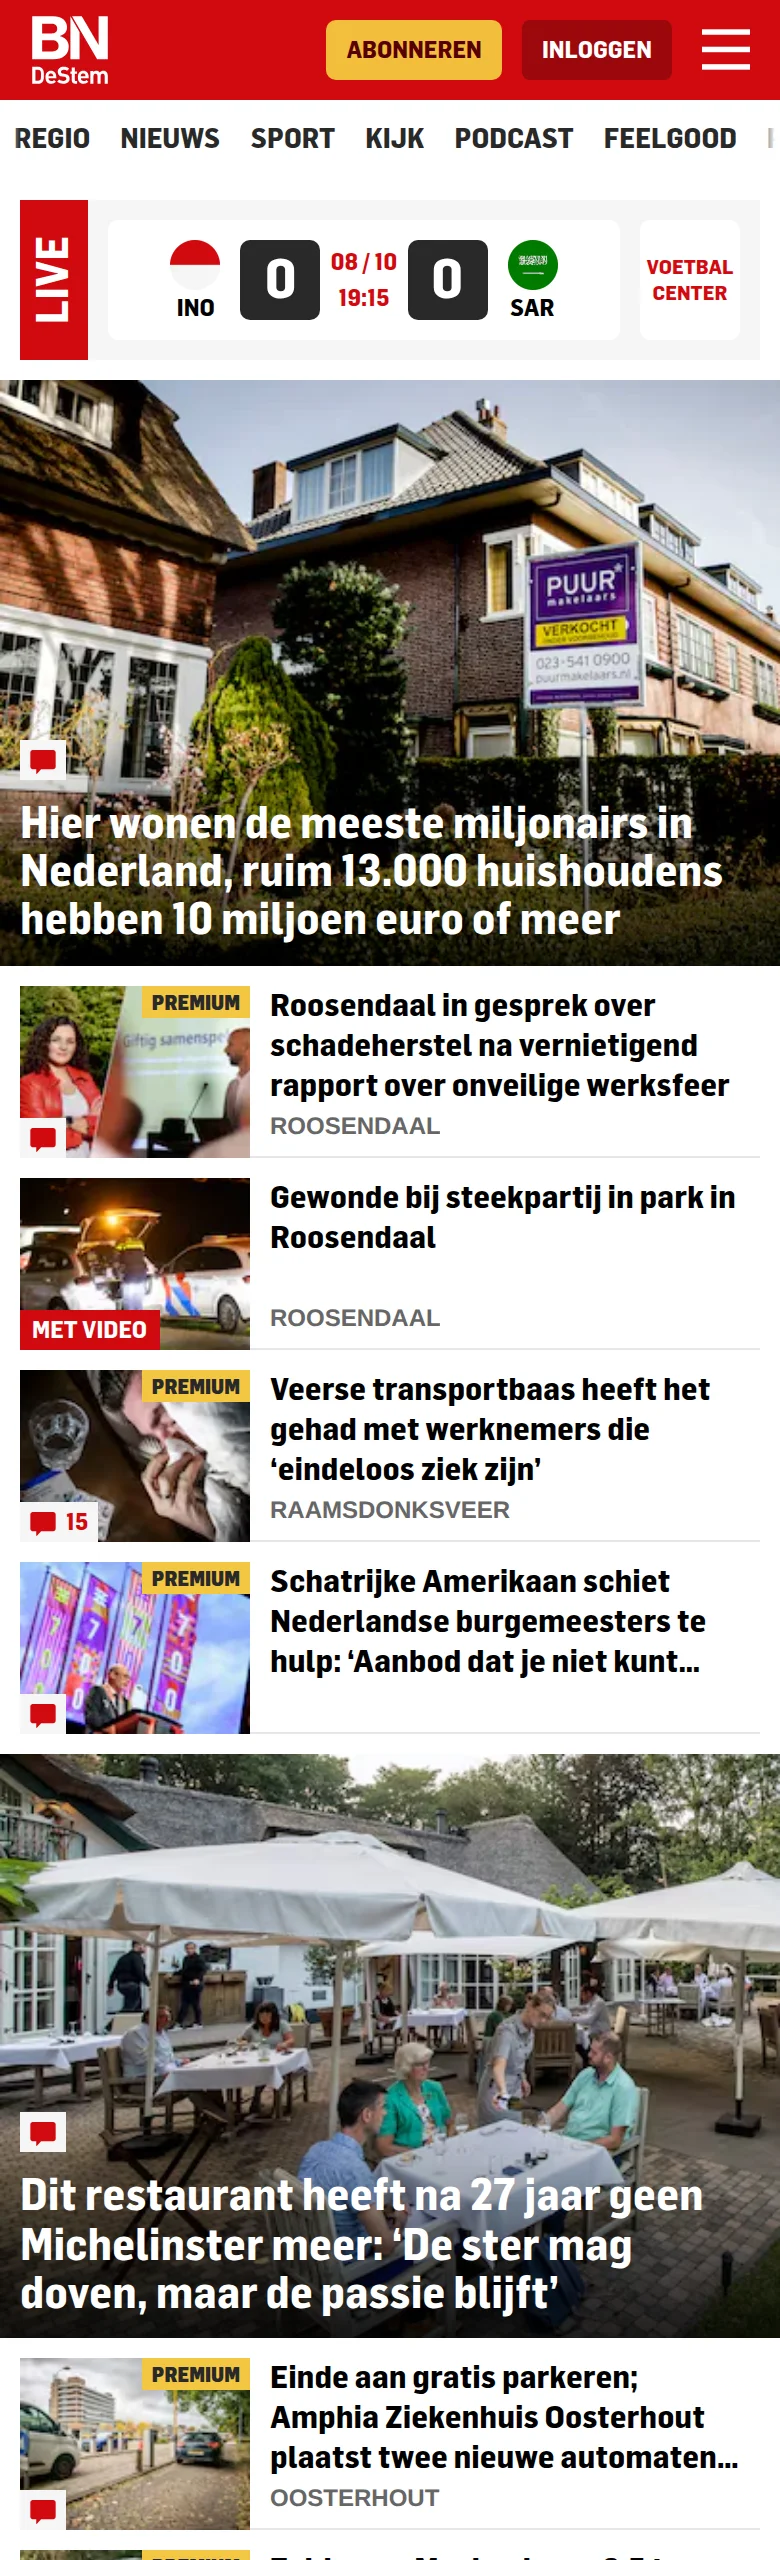 BN
DeStem
ABONNEREN
INLOGGEN
REGIO NIEUWS SPORT KIJK PODCAST FEELGOOD
LIVE
INO
0
08 / 10
19:15
0
SAR
VOETBAL
CENTER
PUUR*
makelaars
VERKOCHT
ONDER VOORBEHOUD
023-541 0900
puurmakelaars.nl
Hier wonen de meeste miljonairs in
Nederland, ruim 13.000 huishoudens
hebben 10 miljoen euro of meer
PREMIUM
Giftig samenspel
Roosendaal in gesprek over
schadeherstel na vernietigend
rapport over onveilige werksfeer
ROOSENDAAL
MET VIDEO
Gewonde bij steekpartij in park in
Roosendaal
ROOSENDAAL
PREMIUM
15
Veerse transportbaas heeft het
gehad met werknemers die
‘eindeloos ziek zijn’
RAAMSDONKSVEER
PREMIUM
Schatrijke Amerikaan schiet
Nederlandse burgemeesters te
hulp: ‘Aanbod dat je niet kunt...
Dit restaurant heeft na 27 jaar geen
Michelinster meer: ‘De ster mag
doven, maar de passie blijft’
PREMIUM
Einde aan gratis parkeren;
Amphia Ziekenhuis Oosterhout
plaatst twee nieuwe automaten...
OOSTERHOUT